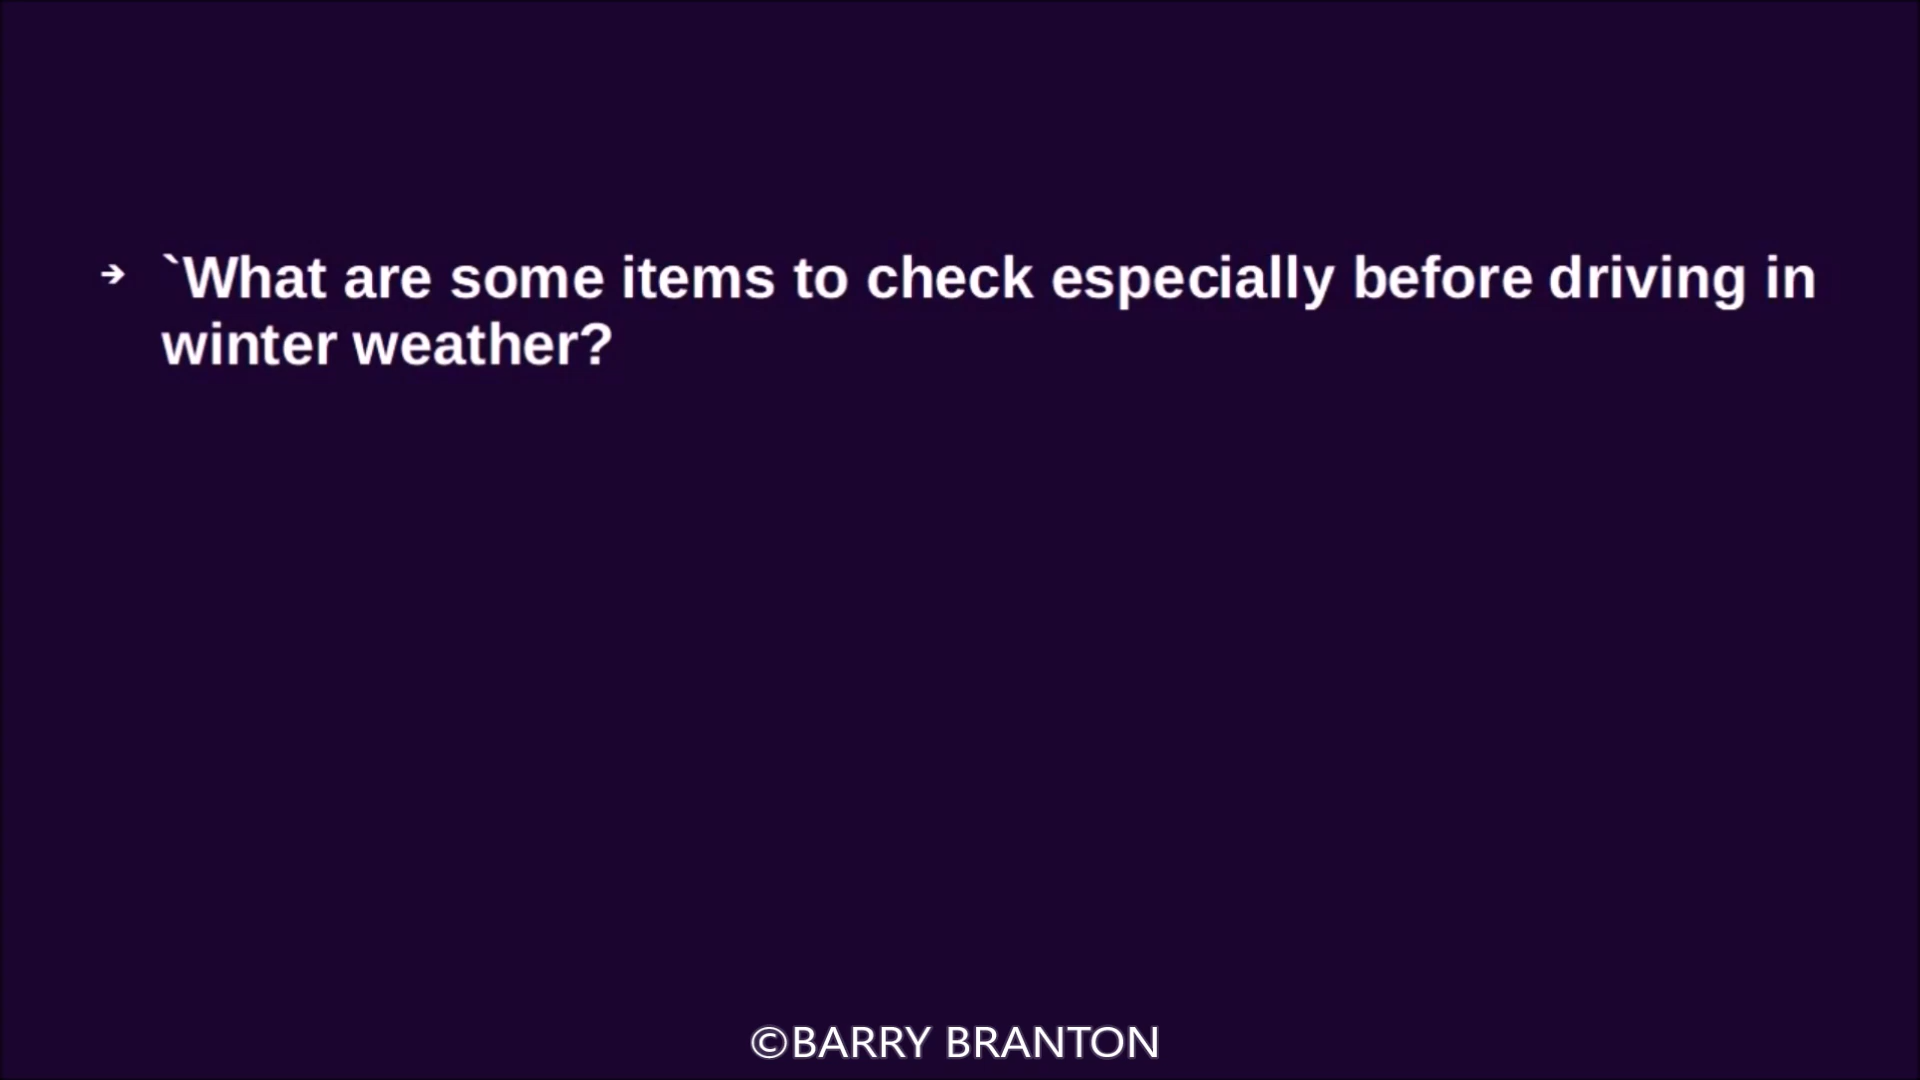 ➔ `What are some items to check especially before driving in
winter weather?
©BARRY BRANTON